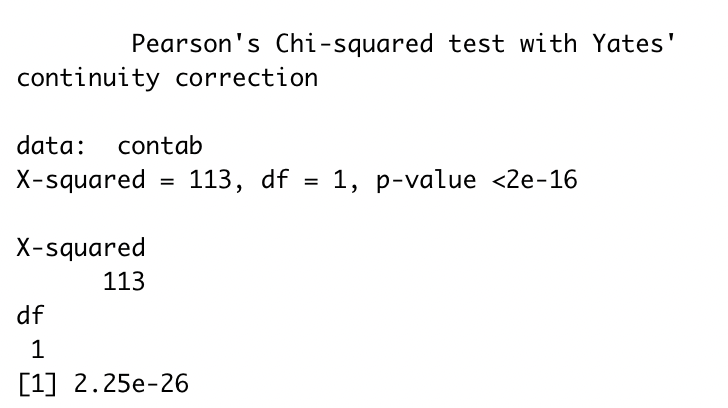 Pearson's Chi-squared test with Yates'
continuity correction
data:  contab
X-squared = 113, df = 1, p-value <2e-16
X-squared
113
df
1
[1] 2.25e-26